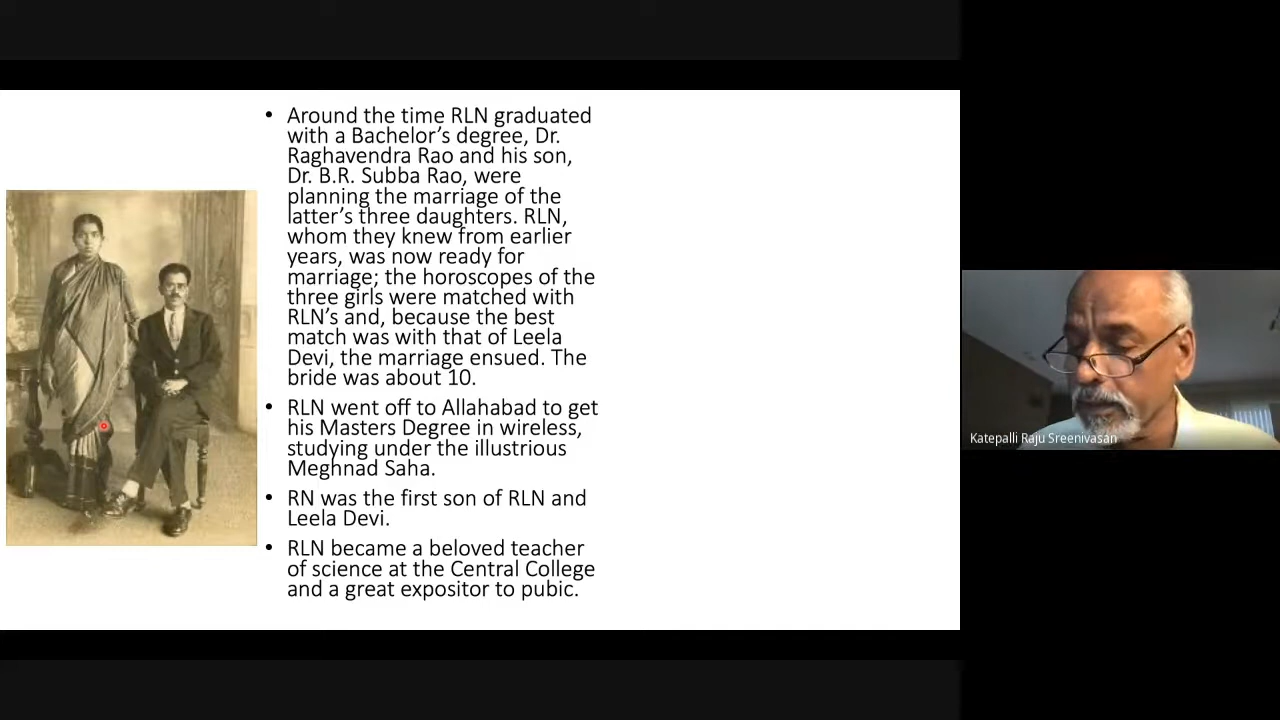 • Around the time RLN graduated
with a Bachelor’s degree, Dr.
Raghavendra Rao and his son,
Dr. B.R. Subba Rao, were
planning the marriage of the
latter’s three daughters. RLN,
whom they knew from earlier
years, was now ready for
marriage; the horoscopes of the
three girls were matched with
RLN’s and, because the best
match was with that of Leela
Devi, the marriage ensued. The
bride was about 10.
• RLN went off to Allahabad to get
his Masters Degree in wireless,
studying under the illustrious
Meghnad Saha.
• RN was the first son of RLN and
Leela Devi.
• RLN became a beloved teacher
of science at the Central College
and a great expositor to pubic.
Katepalli Raju Sreenivasan